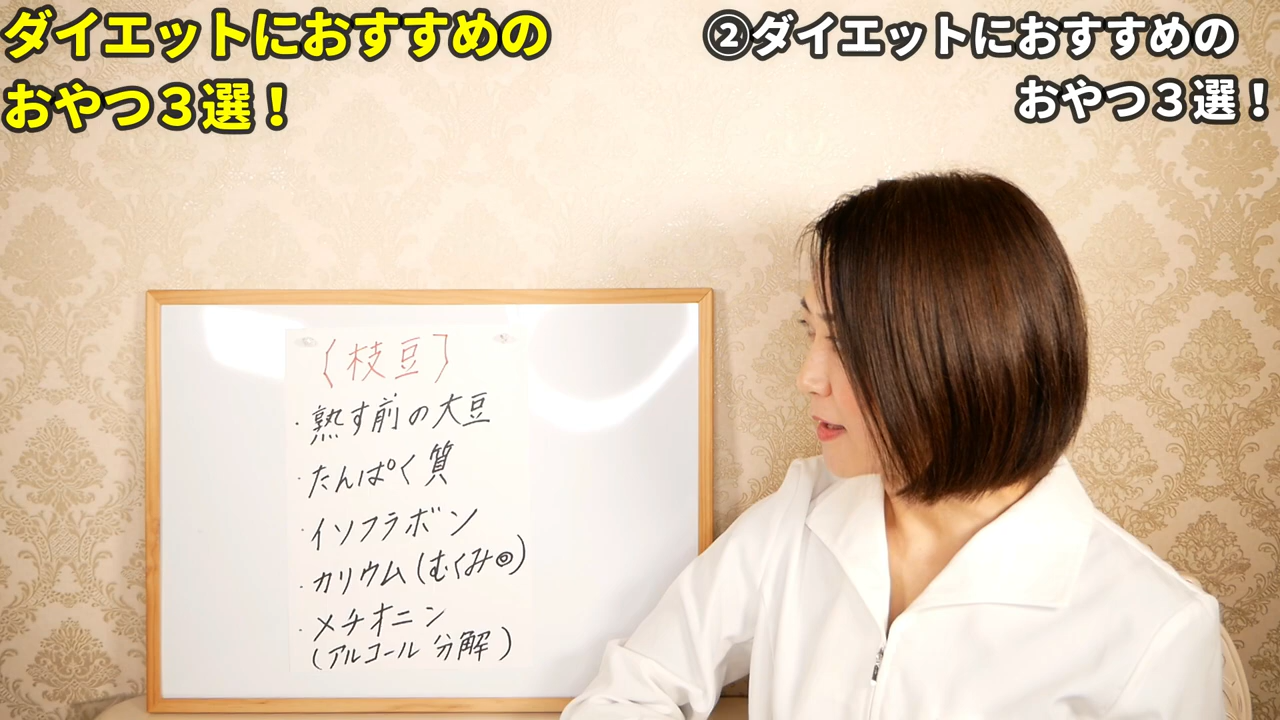 ダイエットにおすすめの
おやつ３選！
②ダイエットにおすすめの
おやつ３選！
〔枝豆〕
・熟す前の大豆
・たんぱく質
・イソフラボン
・カリウム(むくみ◎)
・メチオニン
(アルコール分解)